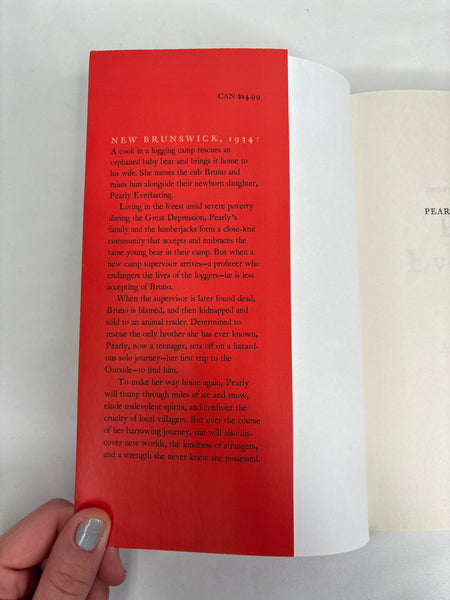 CAN $14.99
NEW BRUNSWICK, 1934:
A cook in a logging camp rescues an
orphaned baby bear and brings it home to
his wife. She names the cub Bruno and
raises him alongside their newborn daughter,
Pearly Everlasting.
Living in the forest amid severe poverty
during the Great Depression, Pearly's
family and the lumberjacks form a close-knit
community that accepts and embraces the
tame young bear in their camp. But when a
new camp supervisor arrives—a profiteer who
endangers the lives of the loggers—he is less
accepting of Bruno.
When the supervisor is later found dead,
Bruno is blamed, and then kidnapped and
sold to an animal trader. Determined to
rescue the only brother she has ever known,
Pearly, now a teenager, sets off on a hazard-
ous solo journey—her first trip to the
Outside—to find him.
To make her way home again, Pearly
will tramp through miles of ice and snow,
elude malevolent spirits, and confront the
cruelty of local villagers. But over the course
of her harrowing journey, she will also dis-
cover new worlds, the kindness of strangers,
and a strength she never knew she possessed.
PEAR